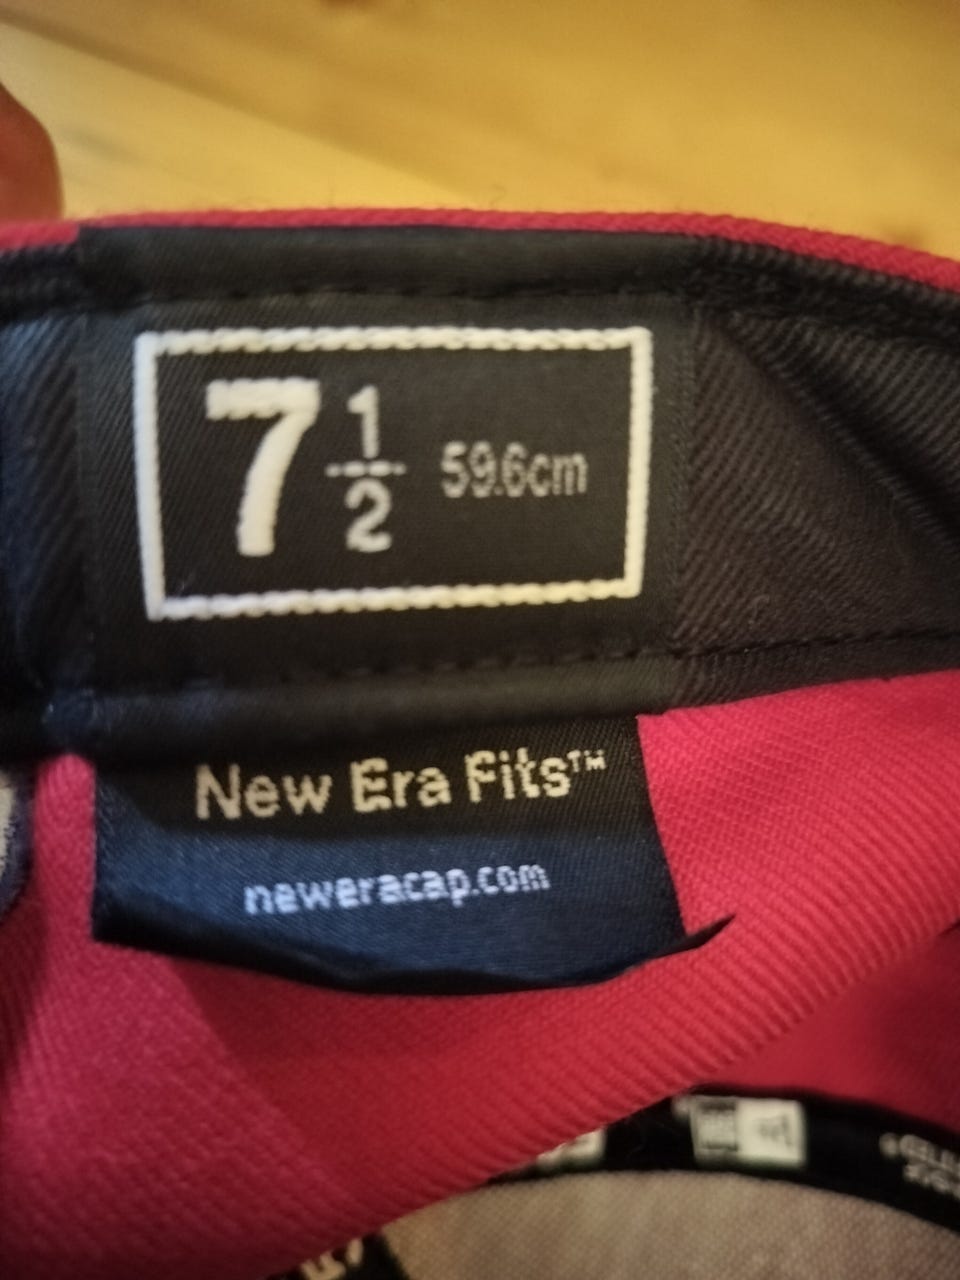 7 1/2 59.6cm
New Era Fits™
neweracap.com